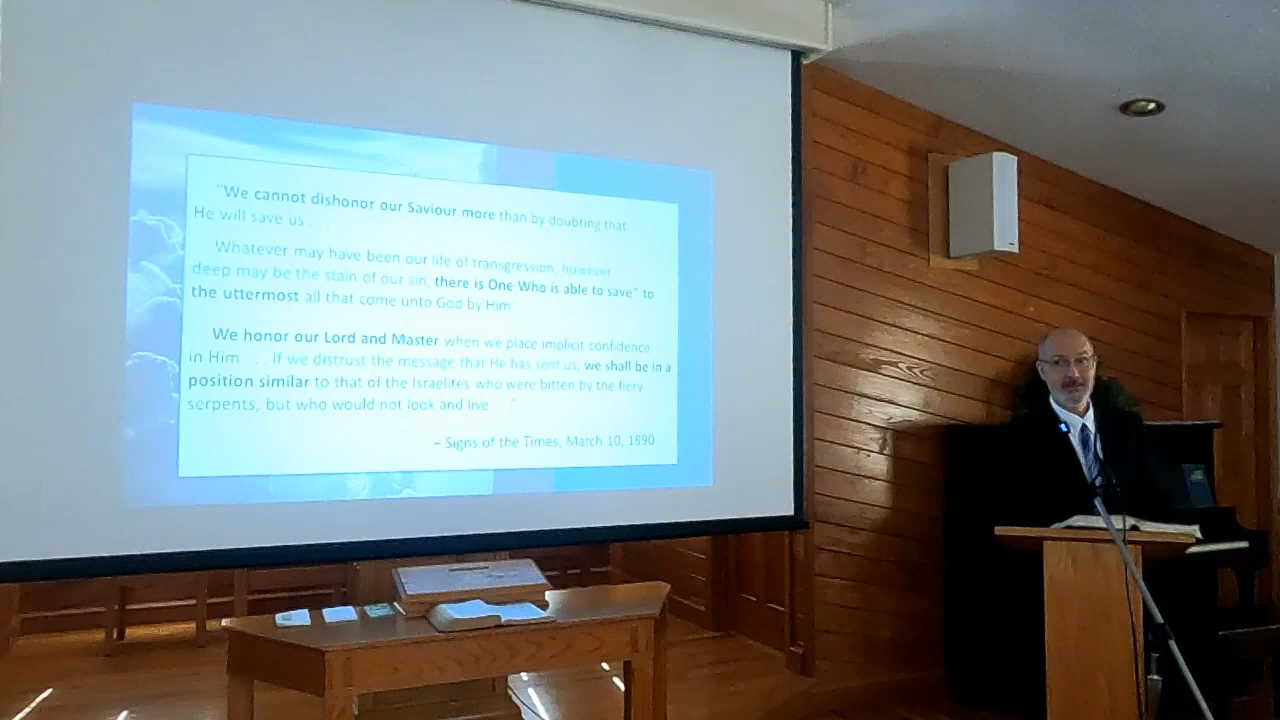 "We cannot dishonor our Saviour more than by doubting that
He will save us . . .
Whatever may have been our life of transgression, however
deep may be the stain of our sin, there is One Who is able to save" to
the uttermost all that come unto God by Him
We honor our Lord and Master when we place implicit confidence
in Him . . . If we distrust the message that He has sent us, we shall be in a
position similar to that of the Israelites who were bitten by the fiery
serpents, but who would not look and live . . ."
– Signs of the Times, March 10, 1890